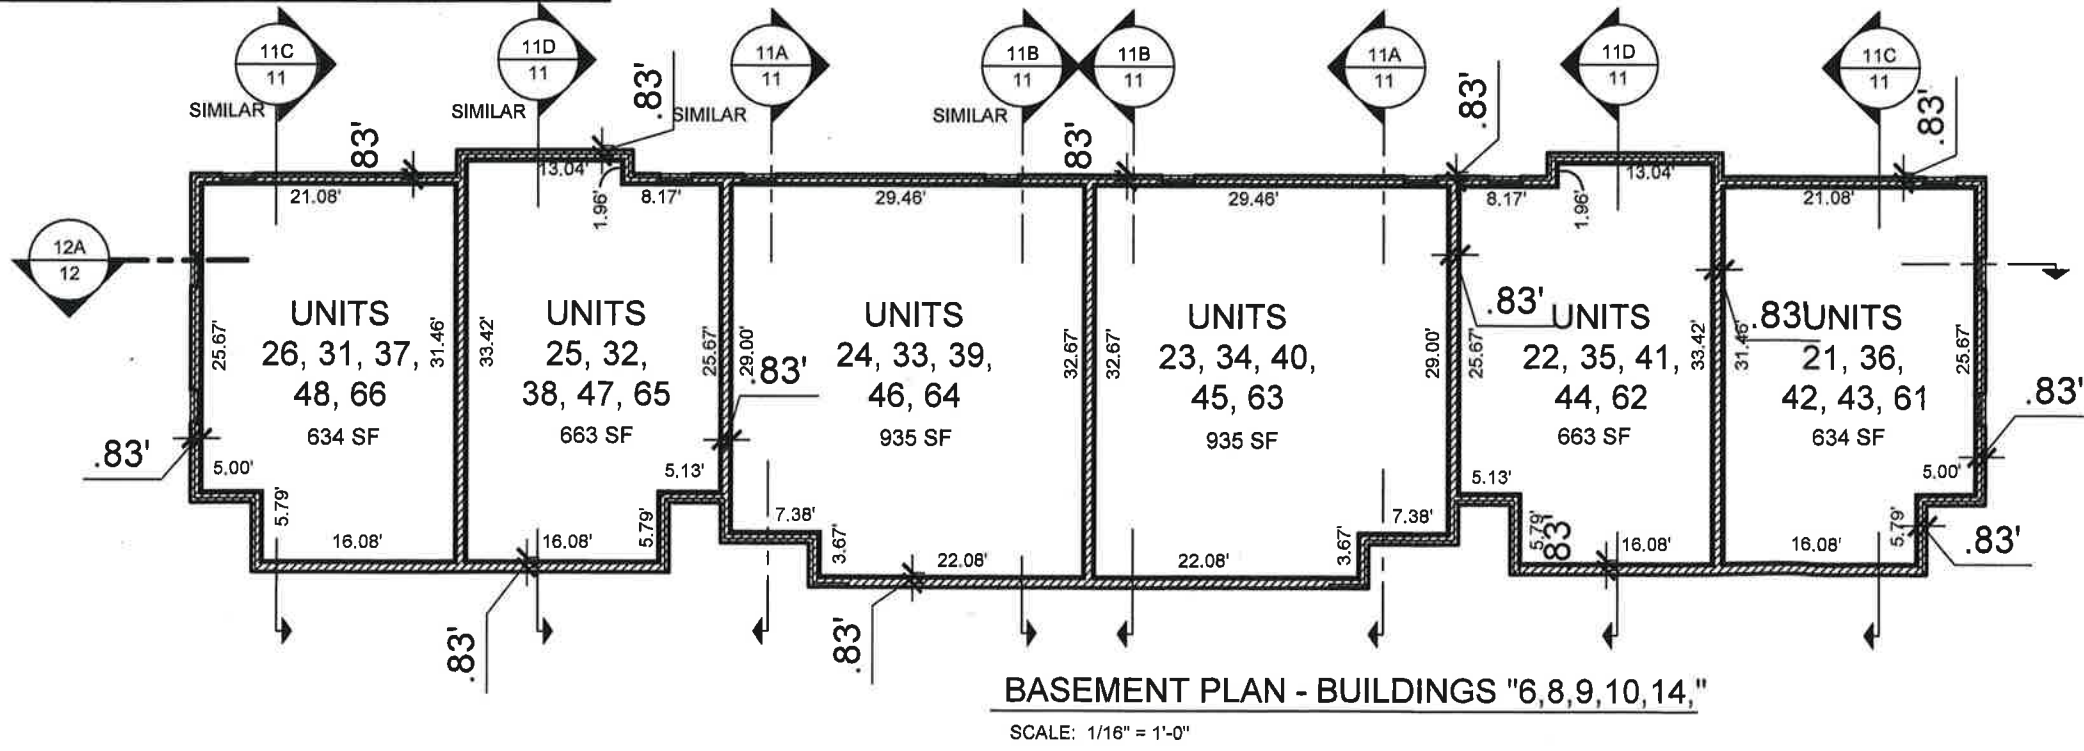 11C
11
SIMILAR
11D
11
SIMILAR
.83'
11A
11
SIMILAR
11B
11
SIMILAR
11B
11
11A
11
.83'
11D
11
11C
11
.83'
.83'
.83'
21.08'
13.04'
1.96'
8.17'
29.46'
29.46'
8.17'
1.96'
13.04'
21.08'
12A
12
25.67'
UNITS
26, 31, 37,
48, 66
634 SF
31.46'
33.42'
UNITS
25, 32,
38, 47, 65
663 SF
25.67'
29.00'
.83'
UNITS
24, 33, 39,
46, 64
935 SF
32.67'
32.67'
UNITS
23, 34, 40,
45, 63
935 SF
29.00'
25.67'
.83'
UNITS
22, 35, 41,
44, 62
663 SF
33.42'
31.46'
.83'
UNITS
21, 36,
42, 43, 61
634 SF
25.67'
.83'
.83'
5.00'
5.79'
16.08'
16.08'
5.79'
5.13'
7.38'
3.67'
22.08'
22.08'
3.67'
7.38'
5.13'
5.79'
.83'
16.08'
16.08'
5.79'
5.00'
.83'
.83'
.83'
BASEMENT PLAN - BUILDINGS "6,8,9,10,14,"
SCALE: 1/16" = 1'-0"